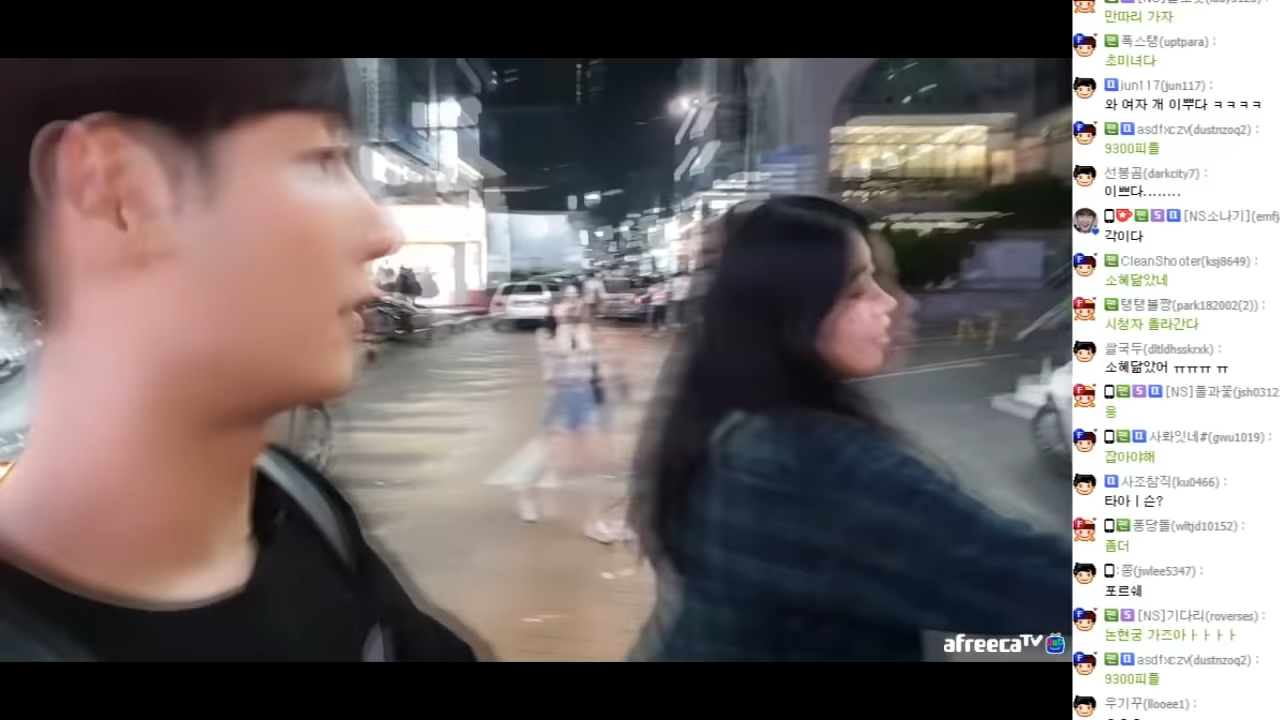 만따리 가자
폭스탱(uptpara) :
초미녀다
jun117(jun117) :
와 여자 개 이뿌다 ㅋㅋㅋㅋ
asdfxczv(dustnzoq2) :
9300피플
선봉곰(darkcity7) :
이쁘다........
[NS소나기](emfj
각이다
CleanShooter(ksj8649) :
소혜닮았네
탱탱볼짱(park182002(2)) :
시청자 올라간다
쌀국두(dltldhsskrxk) :
소혜닮았어 ㅠㅠㅠ ㅠ
[NS]돌과꽃(jsh0312
웅
사롸잇네#(gwu1019) :
잡아야해
사조참직(ku0466) :
타아ㅣ슨?
퐁당돌(wltjd10152) :
좀더
:쫑(jwlee5347) :
포르쉐
[NS]기다리(roverses) :
논현궁 가즈아ㅏㅏㅏㅏ
asdfxczv(dustnzoq2) :
9300피플
우기꾸(llooee1) :
afreecaTV